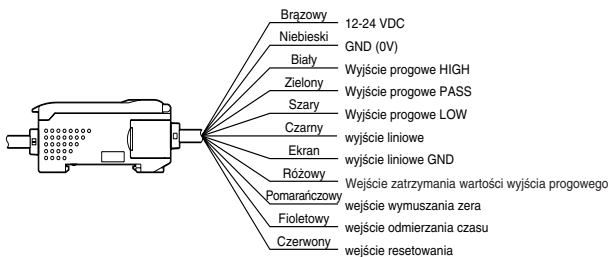 Brązowy 12-24 VDC
Niebieski GND (0V)
Biały Wyjście progowe HIGH
Zielony Wyjście progowe PASS
Szary Wyjście progowe LOW
Czarny wyjście liniowe
Ekran wyjście liniowe GND
Różowy Wejście zatrzymania wartości wyjścia progowego
Pomarańczowy wejście wymuszania zera
Fioletowy wejście odmierzania czasu
Czerwony wejście resetowania